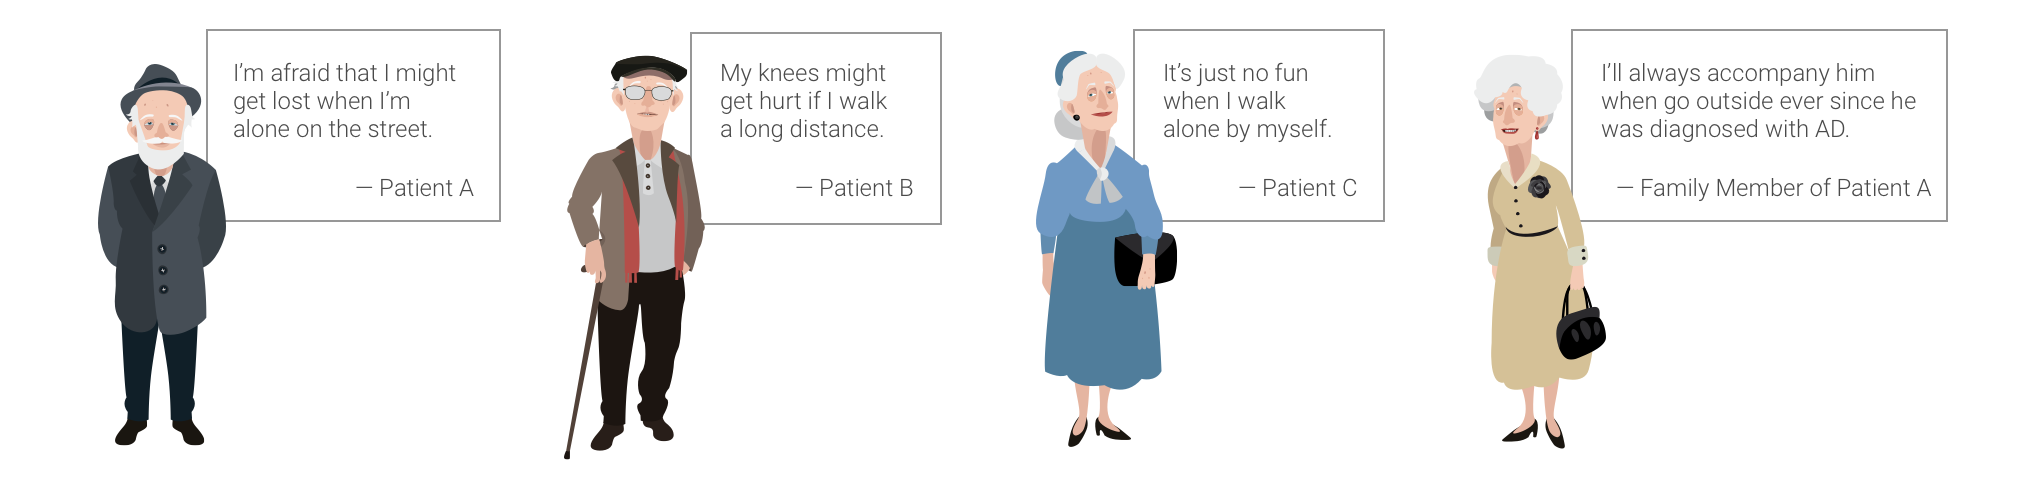 I’m afraid that I might
get lost when I’m
alone on the street.
— Patient A
My knees might
get hurt if I walk
a long distance.
— Patient B
It’s just no fun
when I walk
alone by myself.
— Patient C
I’ll always accompany him
when go outside ever since he
was diagnosed with AD.
— Family Member of Patient A